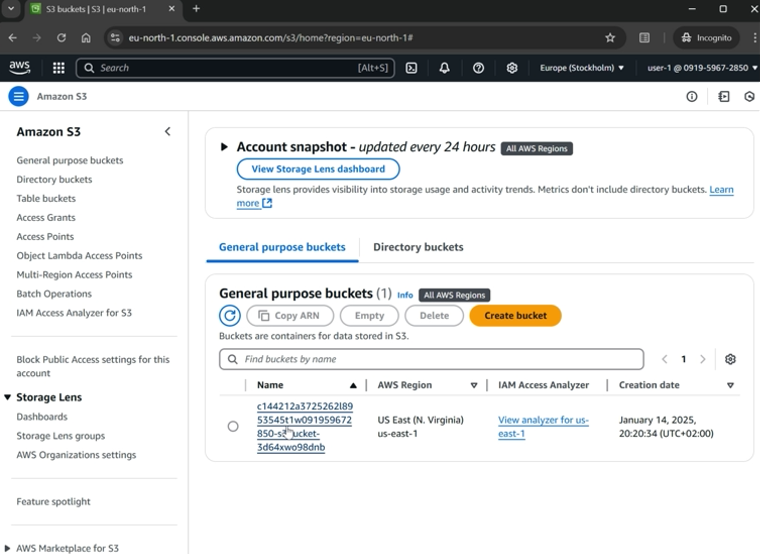 S3 buckets | S3 | eu-north-1
eu-north-1.console.aws.amazon.com/s3/home?region=eu-north-1#
Incognito
aws
Search
[Alt+S]
Europe (Stockholm)
user-1 @ 0919-5967-2850
Amazon S3
Amazon S3
General purpose buckets
Directory buckets
Table buckets
Access Grants
Access Points
Object Lambda Access Points
Multi-Region Access Points
Batch Operations
IAM Access Analyzer for S3
Block Public Access settings for this
account
Storage Lens
Dashboards
Storage Lens groups
AWS Organizations settings
Feature spotlight
AWS Marketplace for S3
Account snapshot - updated every 24 hours All AWS Regions
View Storage Lens dashboard
Storage lens provides visibility into storage usage and activity trends. Metrics don't include directory buckets. Learn
more
General purpose buckets Directory buckets
General purpose buckets (1) Info All AWS Regions
Copy ARN Empty Delete Create bucket
Buckets are containers for data stored in S3.
Find buckets by name
1
Name AWS Region IAM Access Analyzer Creation date
c144212a3725262l89
53545t1w091959672
850-s3bucket-
3d64xwo98dnb
US East (N. Virginia)
us-east-1
View analyzer for us-
east-1
January 14, 2025,
20:20:34 (UTC+02:00)